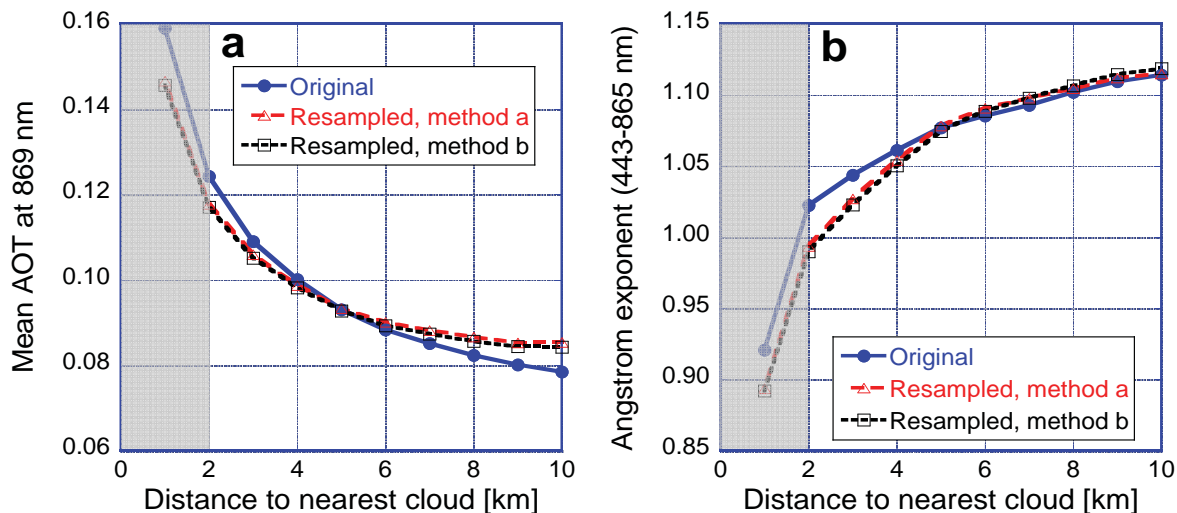 a
Mean AOT at 869 nm
0.16
0.14
0.12
0.10
0.08
0.06
Original
Resampled, method a
Resampled, method b
0 2 4 6 8 10
Distance to nearest cloud [km]
b
Angstrom exponent (443-865 nm)
1.15
1.10
1.05
1.00
0.95
0.90
0.85
Original
Resampled, method a
Resampled, method b
0 2 4 6 8 10
Distance to nearest cloud [km]